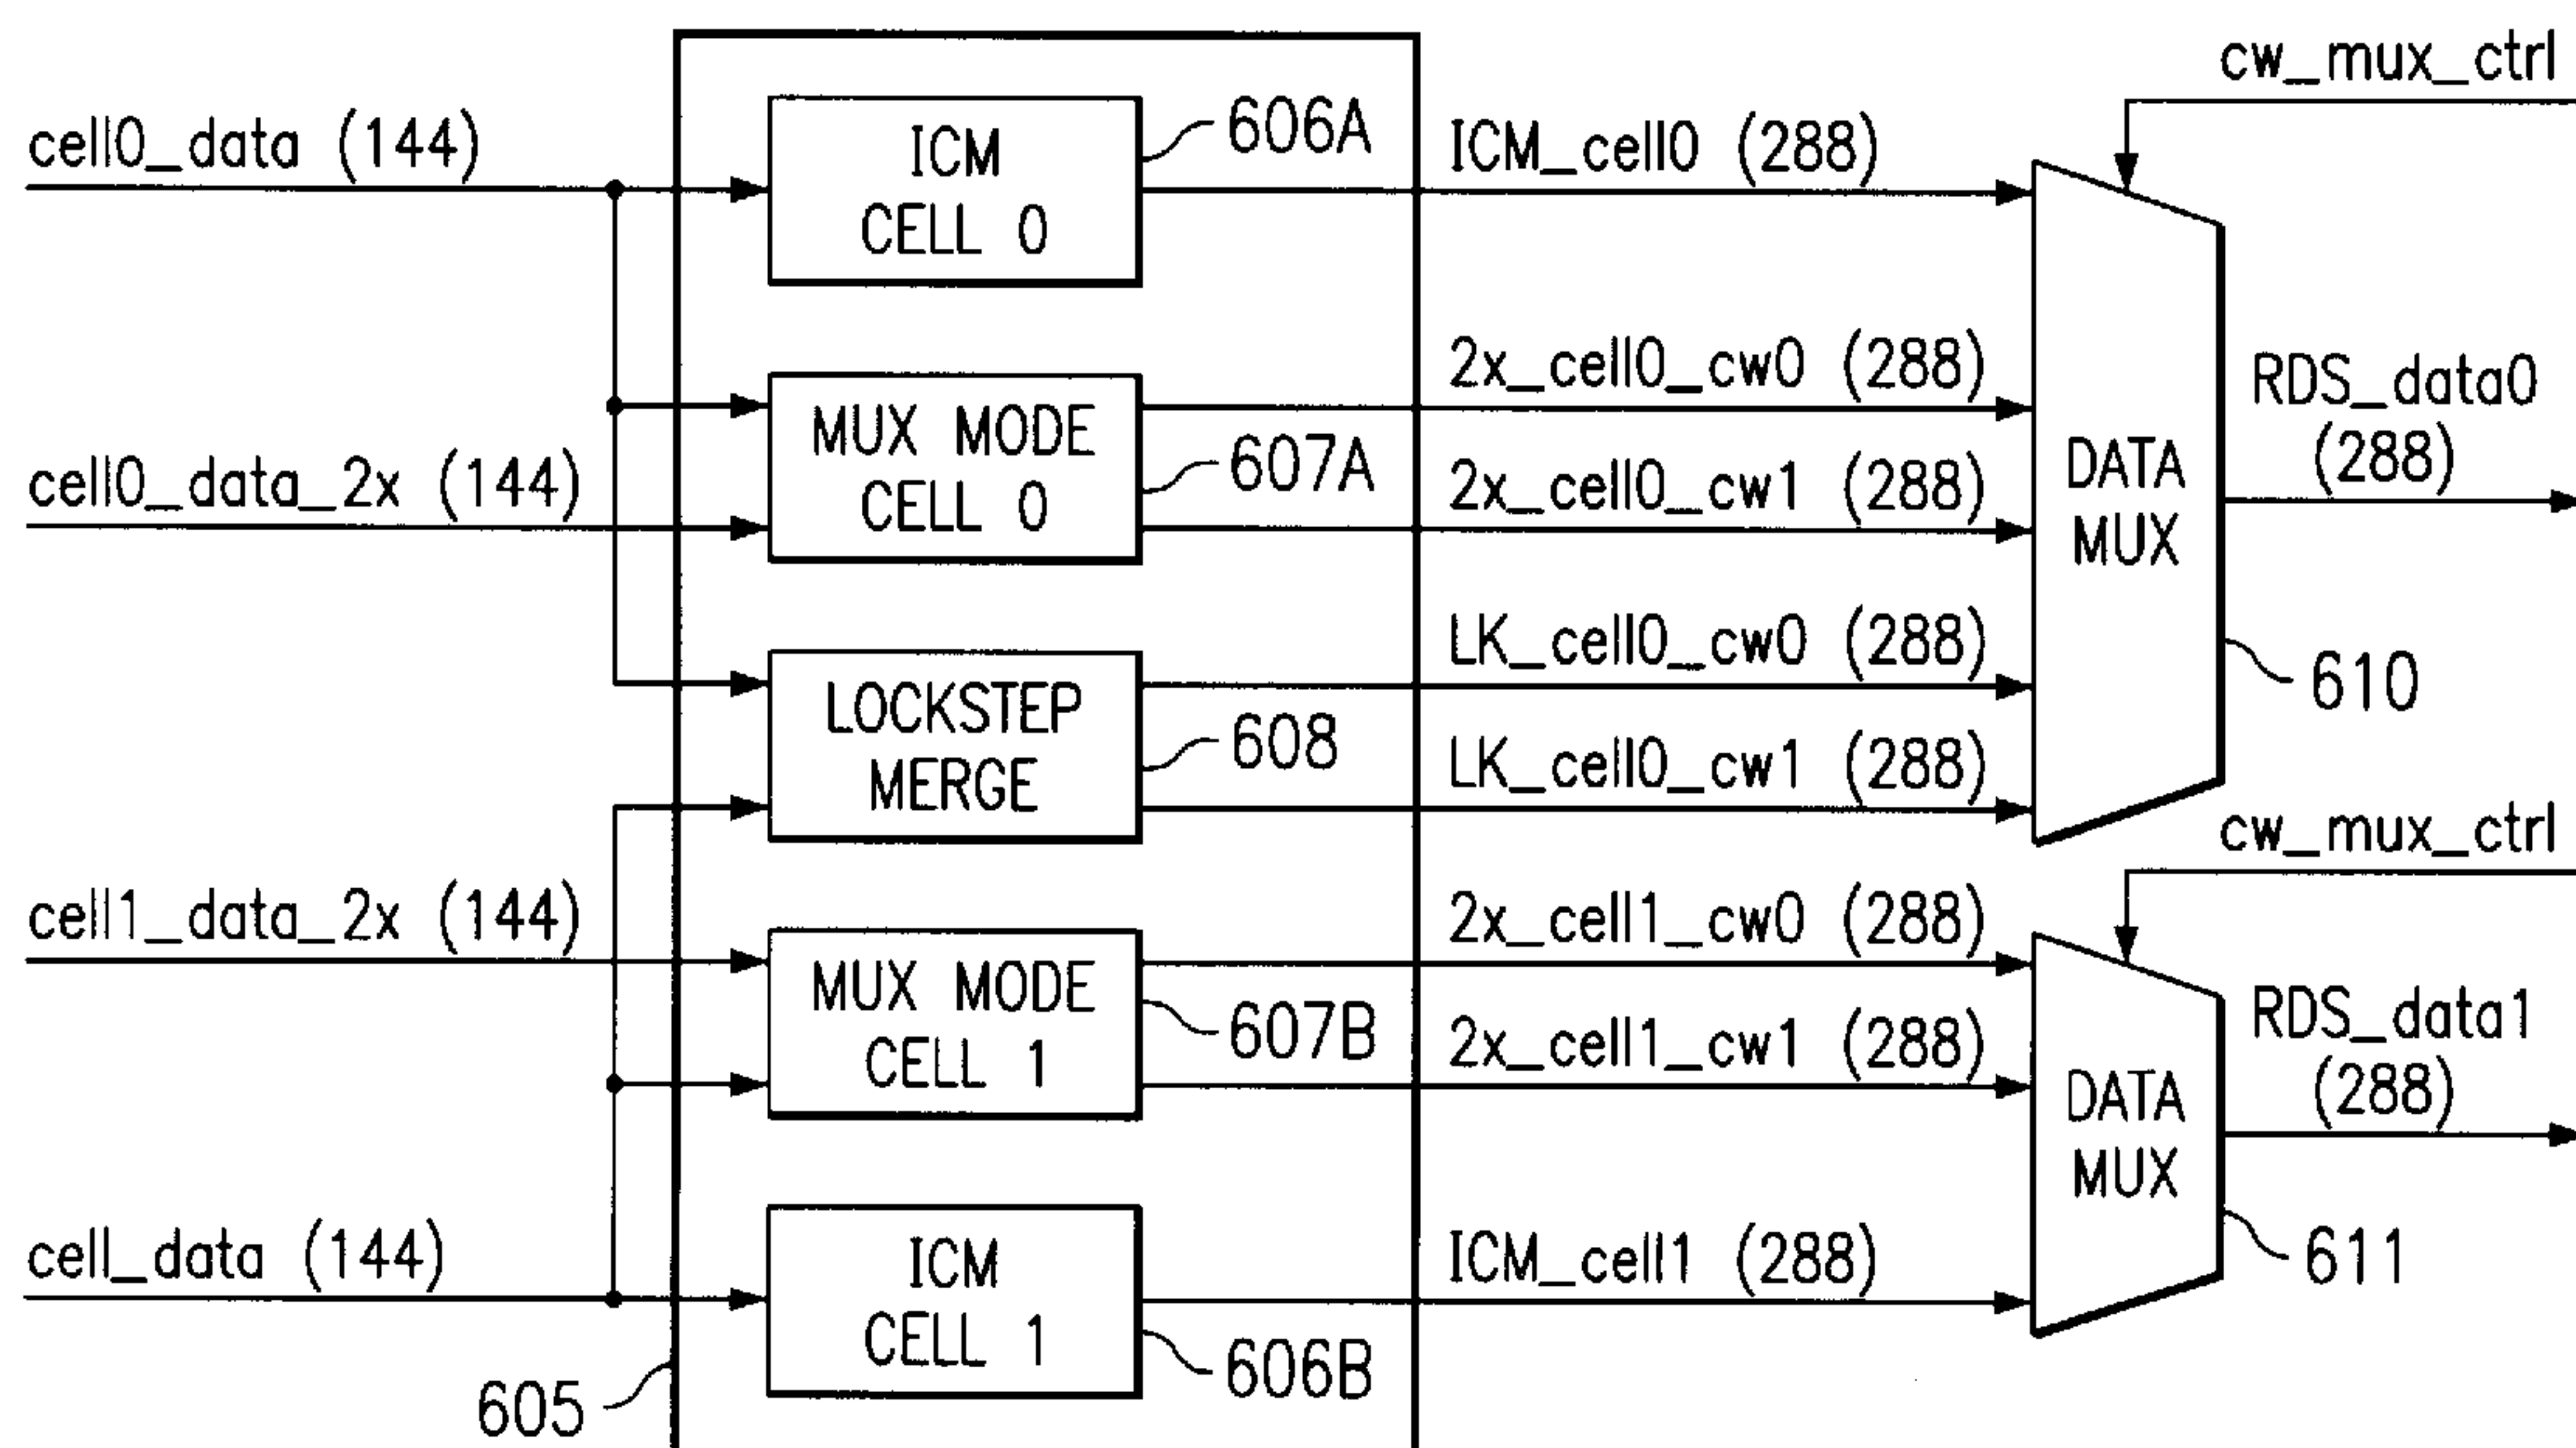 cw_mux_ctrl
cell0_data (144)
ICM
CELL 0
606A
ICM_cell0 (288)
cell0_data_2x (144)
MUX MODE
CELL 0
607A
2x_cell0_cw0 (288)
2x_cell0_cw1 (288)
DATA
MUX
RDS_data0
(288)
610
LOCKSTEP
MERGE
608
LK_cell0_cw0 (288)
LK_cell0_cw1 (288)
cw_mux_ctrl
cell1_data_2x (144)
MUX MODE
CELL 1
607B
2x_cell1_cw0 (288)
2x_cell1_cw1 (288)
DATA
MUX
RDS_data1
(288)
611
cell_data (144)
ICM
CELL 1
606B
ICM_cell1 (288)
605